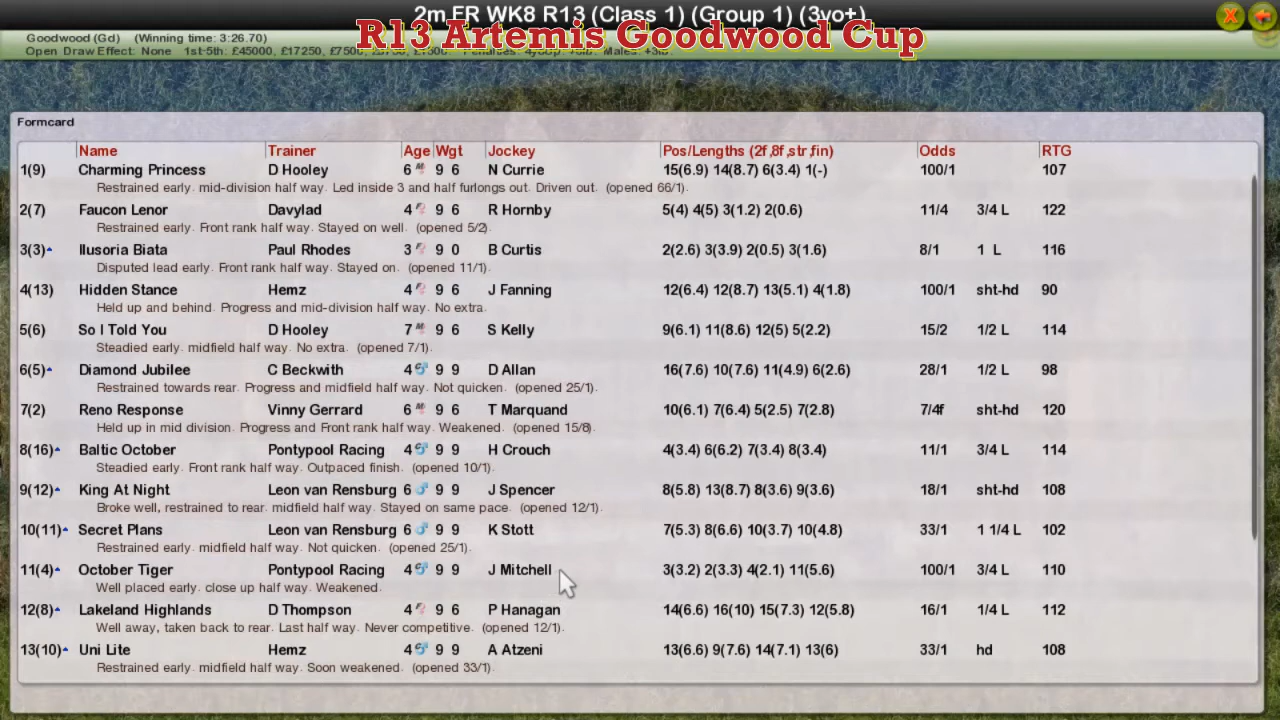 2m FR WK8 R13 (Class 1) (Group 1) (3yo+)
R13 Artemis Goodwood Cup
Goodwood (Gd) (Winning time: 3:26.70)
Open Draw Effect: None 1st-5th: £45000, £17250, Males: +3lb.
Formcard
Name Trainer Age Wgt Jockey Pos/Lengths (2f,8f,str,fin) Odds RTG
1(9) Charming Princess D Hooley 6 9 6 N Currie 15(6.9) 14(8.7) 6(3.4) 1(-) 100/1 107
Restrained early. mid-division half way. Led inside 3 and half furlongs out. Driven out. (opened 66/1).
2(7) Faucon Lenor Davylad 4 9 6 R Hornby 5(4) 4(5) 3(1.2) 2(0.6) 11/4 3/4 L 122
Restrained early. Front rank half way. Stayed on well. (opened 5/2).
3(3) Ilusoria Biata Paul Rhodes 3 9 0 B Curtis 2(2.6) 3(3.9) 2(0.5) 3(1.6) 8/1 1 L 116
Disputed lead early. Front rank half way. Stayed on. (opened 11/1).
4(13) Hidden Stance Hemz 4 9 6 J Fanning 12(6.4) 12(8.7) 13(5.1) 4(1.8) 100/1 sht-hd 90
Held up and behind. Progress and mid-division half way. No extra.
5(6) So I Told You D Hooley 7 9 6 S Kelly 9(6.1) 11(8.6) 12(5) 5(2.2) 15/2 1/2 L 114
Steadied early. midfield half way. No extra. (opened 7/1).
6(5) Diamond Jubilee C Beckwith 4 9 9 D Allan 16(7.6) 10(7.6) 11(4.9) 6(2.6) 28/1 1/2 L 98
Restrained towards rear. Progress and midfield half way. Not quicken. (opened 25/1).
7(2) Reno Response Vinny Gerrard 6 9 6 T Marquand 10(6.1) 7(6.4) 5(2.5) 7(2.8) 7/4f sht-hd 120
Held up in mid division. Progress and Front rank half way. Weakened. (opened 15/8).
8(16) Baltic October Pontypool Racing 4 9 9 H Crouch 4(3.4) 6(6.2) 7(3.4) 8(3.4) 11/1 3/4 L 114
Steadied early. Front rank half way. Outpaced finish. (opened 10/1).
9(12) King At Night Leon van Rensburg 6 9 9 J Spencer 8(5.8) 13(8.7) 8(3.6) 9(3.6) 18/1 sht-hd 108
Broke well, restrained to rear. midfield half way. Stayed on same pace. (opened 12/1).
10(11) Secret Plans Leon van Rensburg 6 9 9 K Stott 7(5.3) 8(6.6) 10(3.7) 10(4.8) 33/1 1 1/4 L 102
Restrained early. midfield half way. Not quicken. (opened 25/1).
11(4) October Tiger Pontypool Racing 4 9 9 J Mitchell 3(3.2) 2(3.3) 4(2.1) 11(5.6) 100/1 3/4 L 110
Well placed early. close up half way. Weakened.
12(8) Lakeland Highlands D Thompson 4 9 6 P Hanagan 14(6.6) 16(10) 15(7.3) 12(5.8) 16/1 1/4 L 112
Well away, taken back to rear. Last half way. Never competitive. (opened 12/1).
13(10) Uni Lite Hemz 4 9 9 A Atzeni 13(6.6) 9(7.6) 14(7.1) 13(6) 33/1 hd 108
Restrained early. midfield half way. Soon weakened. (opened 33/1).